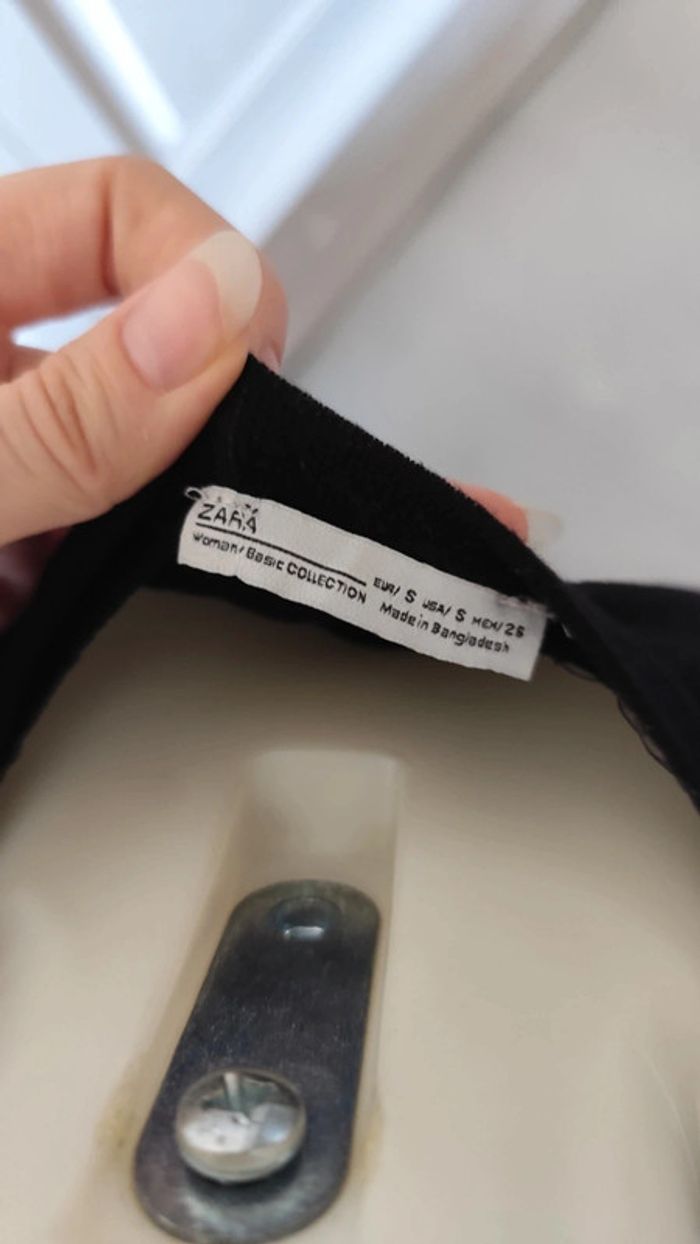 ZARA
Woman/Basic COLLECTION
EUR/ S USA/ S MEX/26
Made in Bangladesh